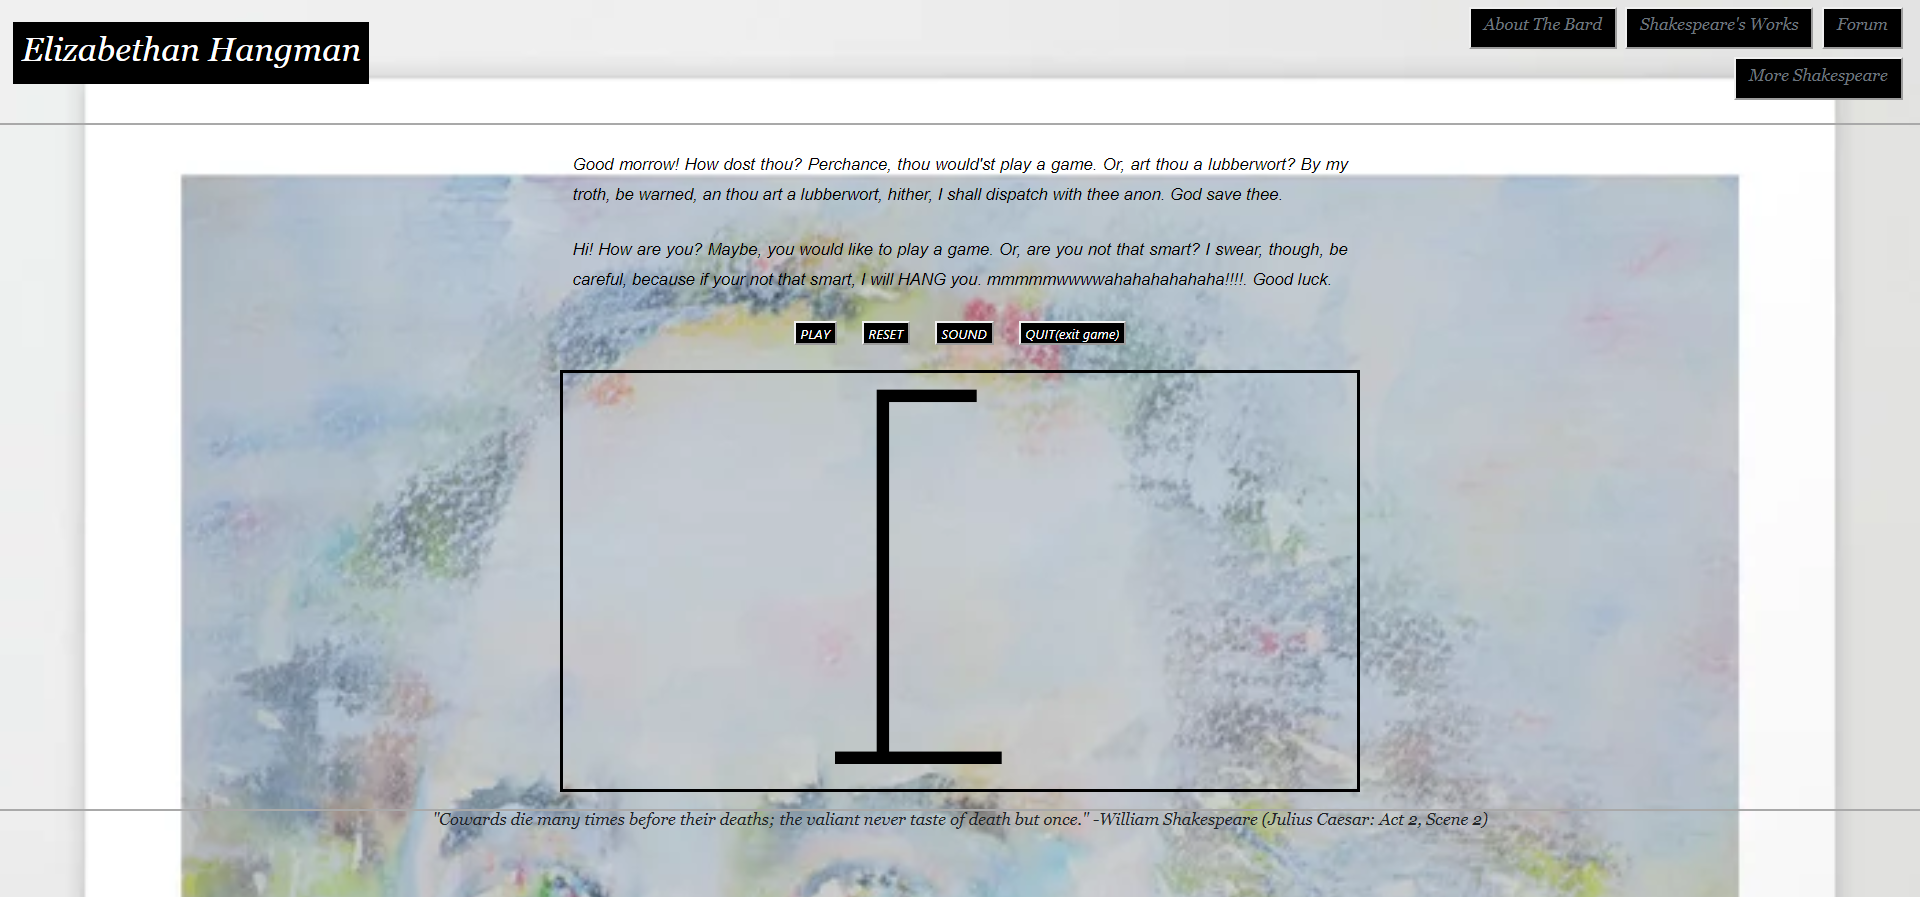 Elizabethan Hangman
About The Bard
Shakespeare's Works
Forum
More Shakespeare
Good morrow! How dost thou? Perchance, thou would'st play a game. Or, art thou a lubberwort? By my
troth, be warned, an thou art a lubberwort, hither, I shall dispatch with thee anon. God save thee.
Hi! How are you? Maybe, you would like to play a game. Or, are you not that smart? I swear, though, be
careful, because if your not that smart, I will HANG you. mmmmmwwwwahahahahahaha!!!!. Good luck.
PLAY
RESET
SOUND
QUIT(exit game)
"Cowards die many times before their deaths; the valiant never taste of death but once." -William Shakespeare (Julius Caesar: Act 2, Scene 2)